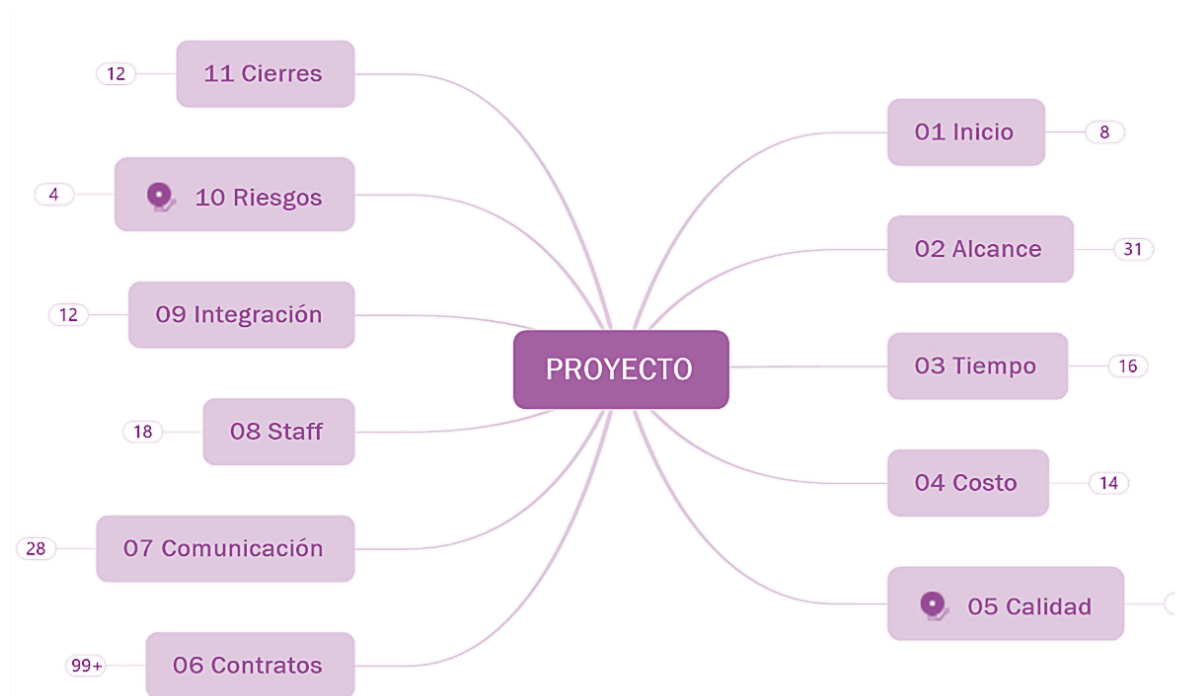 PROYECTO
01 Inicio
8
02 Alcance
31
03 Tiempo
16
04 Costo
14
05 Calidad
06 Contratos
99+
07 Comunicación
28
08 Staff
18
09 Integración
12
10 Riesgos
4
11 Cierres
12